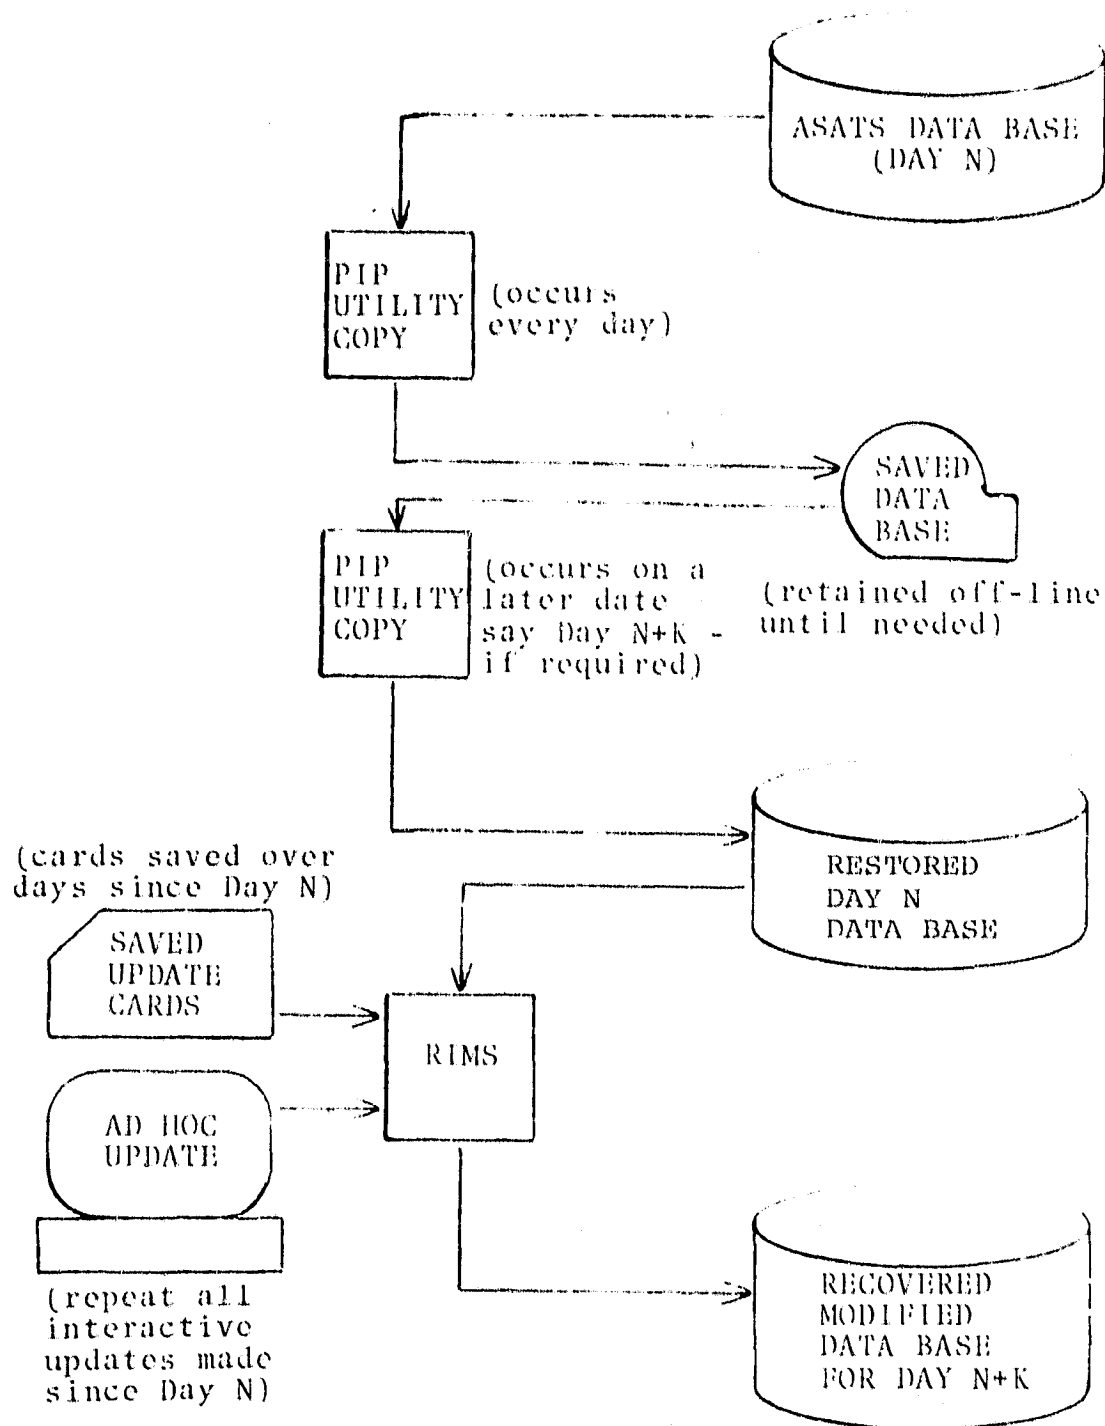 ASATS DATA BASE
(DAY N)
PIP
UTILITY
COPY
(occurs
every day)
SAVED
DATA
BASE
(retained off-line
until needed)
PIP
UTILITY
COPY
(occurs on a
later date
say Day N+K -
if required)
RESTORED
DAY N
DATA BASE
(cards saved over
days since Day N)
SAVED
UPDATE
CARDS
RIMS
AD HOC
UPDATE
(repeat all
interactive
updates made
since Day N)
RECOVERED
MODIFIED
DATA BASE
FOR DAY N+K